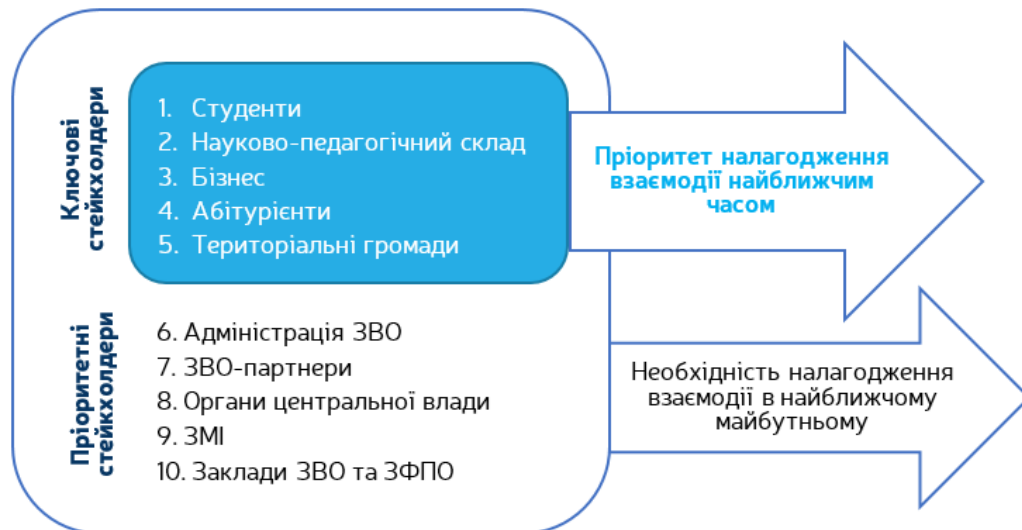 Ключові
стейкхолдери
1. Студенти
2. Науково-педагогічний склад
3. Бізнес
4. Абітурієнти
5. Територіальні громади
Пріоритет налагодження
взаємодії найближчим
часом
Пріоритетні
стейкхолдери
6. Адміністрація ЗВО
7. ЗВО-партнери
8. Органи центральної влади
9. ЗМІ
10. Заклади ЗВО та ЗФПО
Необхідність налагодження
взаємодії в найближчому
майбутньому